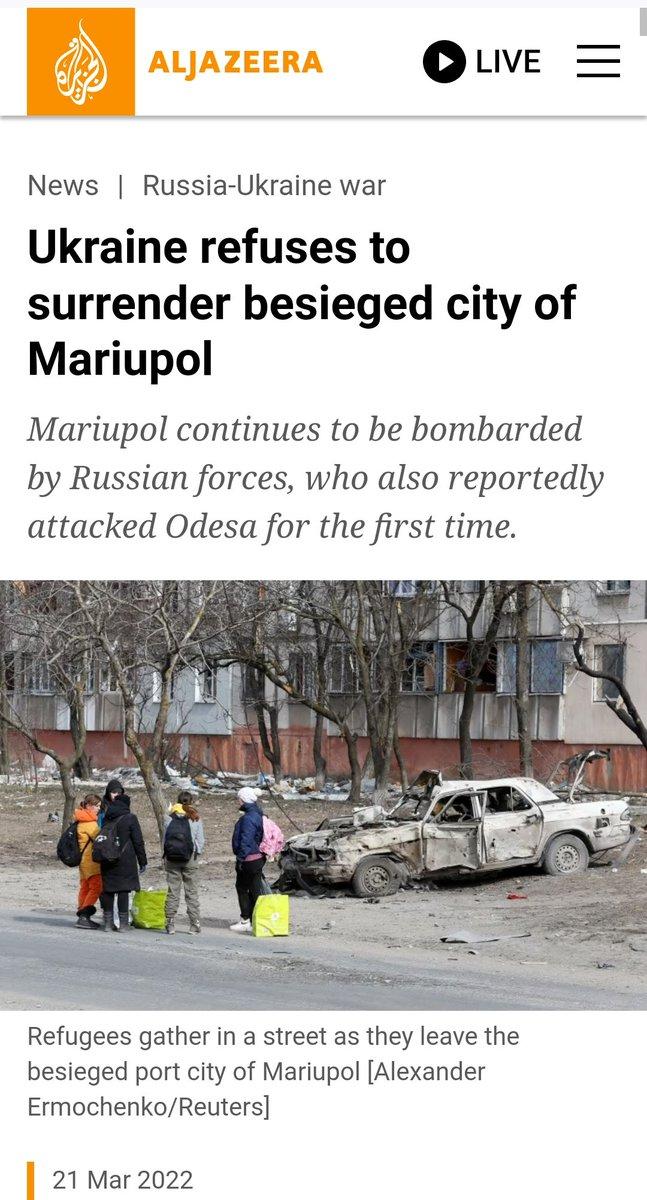 ALJAZEERA
LIVE
News | Russia-Ukraine war
Ukraine refuses to
surrender besieged city of
Mariupol
Mariupol continues to be bombarded
by Russian forces, who also reportedly
attacked Odesa for the first time.
Refugees gather in a street as they leave the
besieged port city of Mariupol [Alexander
Ermochenko/Reuters]
21 Mar 2022